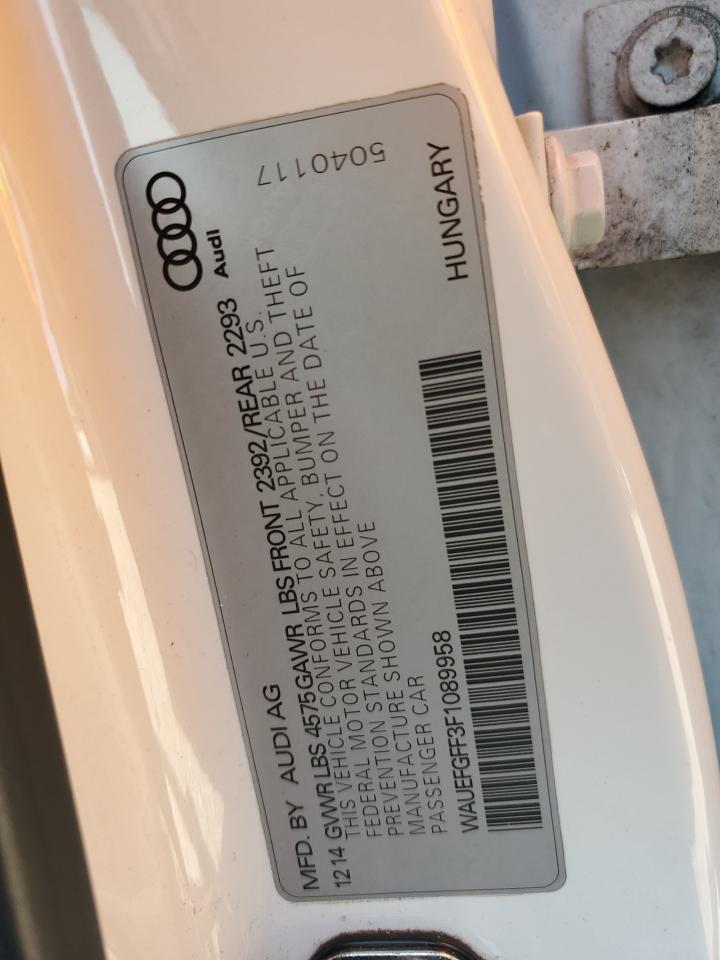 MFD. BY AUDI AG
Audi
1214 GVWR LBS 4575 GAWR LBS FRONT 2392/REAR 2293
THIS VEHICLE CONFORMS TO ALL APPLICABLE U.S.
FEDERAL MOTOR VEHICLE SAFETY, BUMPER AND THEFT
PREVENTION STANDARDS IN EFFECT ON THE DATE OF
MANUFACTURE SHOWN ABOVE
PASSENGER CAR
5040117
WAUEFGFF3F1089958
HUNGARY